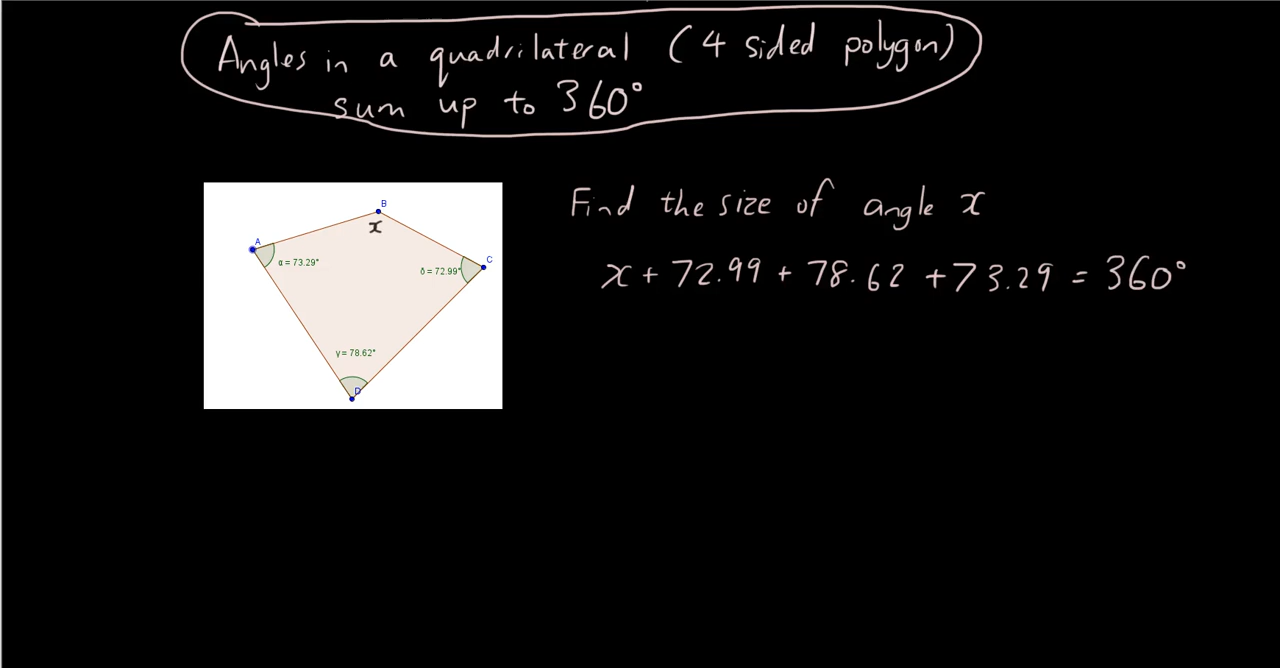 Angles in a quadrilateral (4 sided polygon)
sum up to 360°
Find the size of angle x
x + 72.99 + 78.62 + 73.29 = 360°
B
x
A
α = 73.29°
C
δ = 72.99°
γ = 78.62°
D